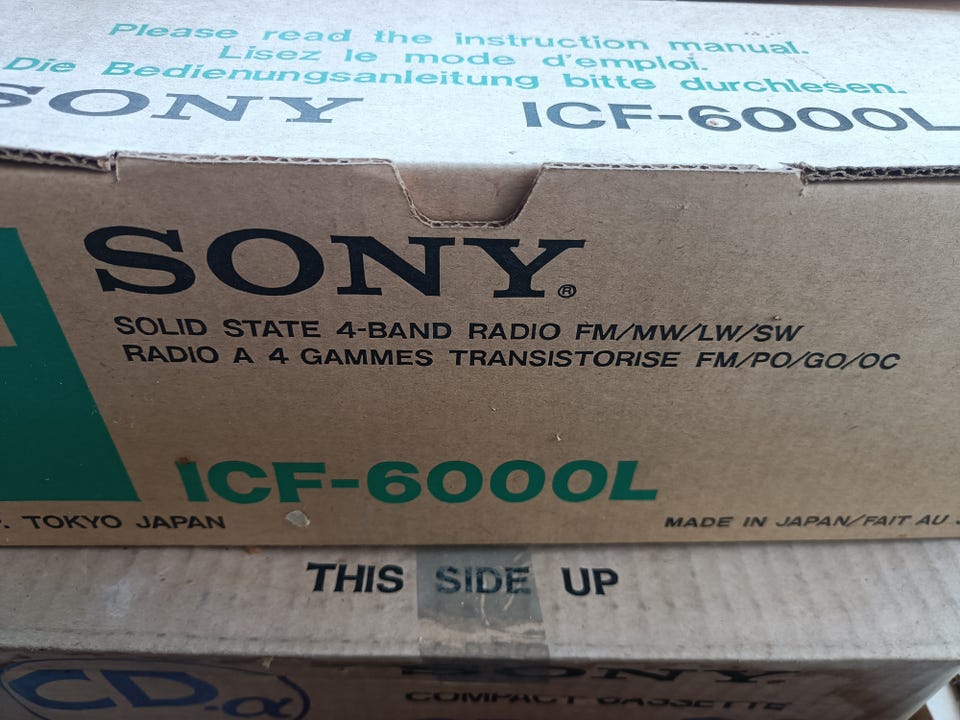 Please read the instruction manual.
Lisez le mode d'emploi.
Die Bedienungsanleitung bitte durchlesen.
SONY ICF-6000L
SONY®
SOLID STATE 4-BAND RADIO FM/MW/LW/SW
RADIO A 4 GAMMES TRANSISTORISE FM/PO/GO/OC
ICF-6000L
TOKYO JAPAN
MADE IN JAPAN/FAIT AU
THIS SIDE UP
CD-α
SONY
COMPACT CASSETTE